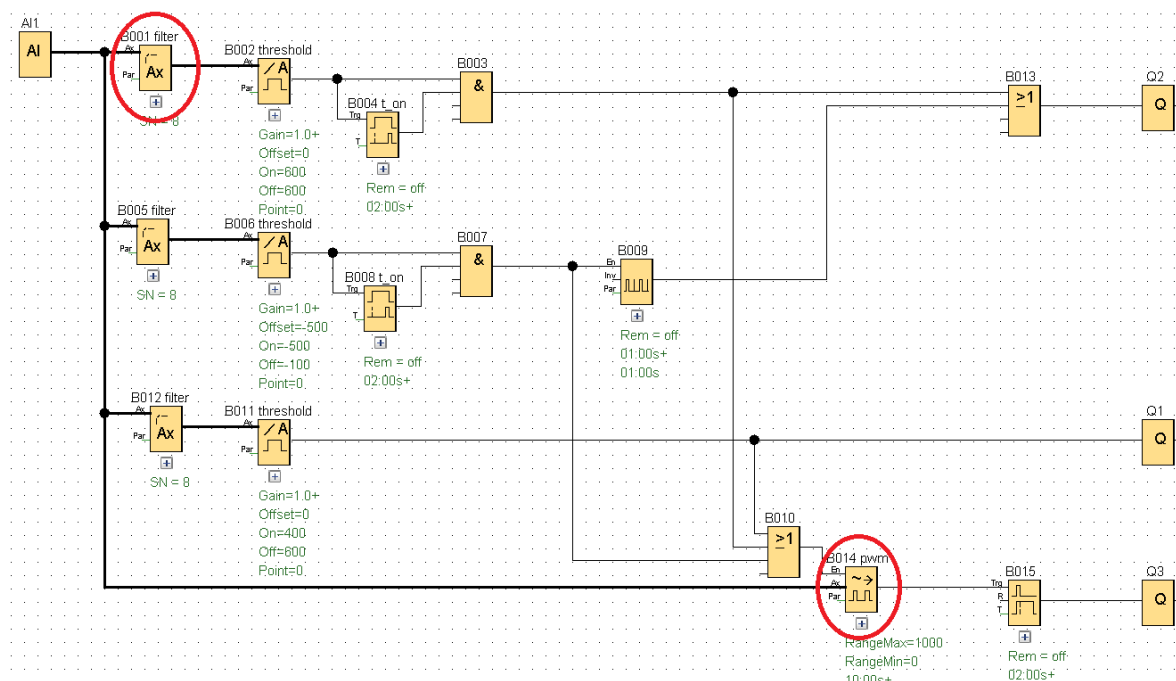 AI1
AI
B001 filter
Ax
Par
Ax
SN = 8
B002 threshold
Ax
Par
/A
Gain=1.0+
Offset=0
On=600
Off=600
Point=0
B003
&
B004 t_on
Trg
T
Rem = off
02:00s+
B013
≥1
Q2
Q
B005 filter
Ax
Par
Ax
SN = 8
B006 threshold
Ax
Par
/A
Gain=1.0+
Offset=-500
On=-500
Off=-100
Point=0
B007
&
B008 t_on
Trg
T
Rem = off
02:00s+
B009
En
Inv
Par
Rem = off
01:00s+
01:00s
B012 filter
Ax
Par
Ax
SN = 8
B011 threshold
Ax
Par
/A
Gain=1.0+
Offset=0
On=400
Off=600
Point=0
Q1
Q
B010
≥1
B014 pwm
En
Ax
Par
RangeMax=1000
RangeMin=0
10:00s+
B015
Trg
R
T
Rem = off
02:00s+
Q3
Q